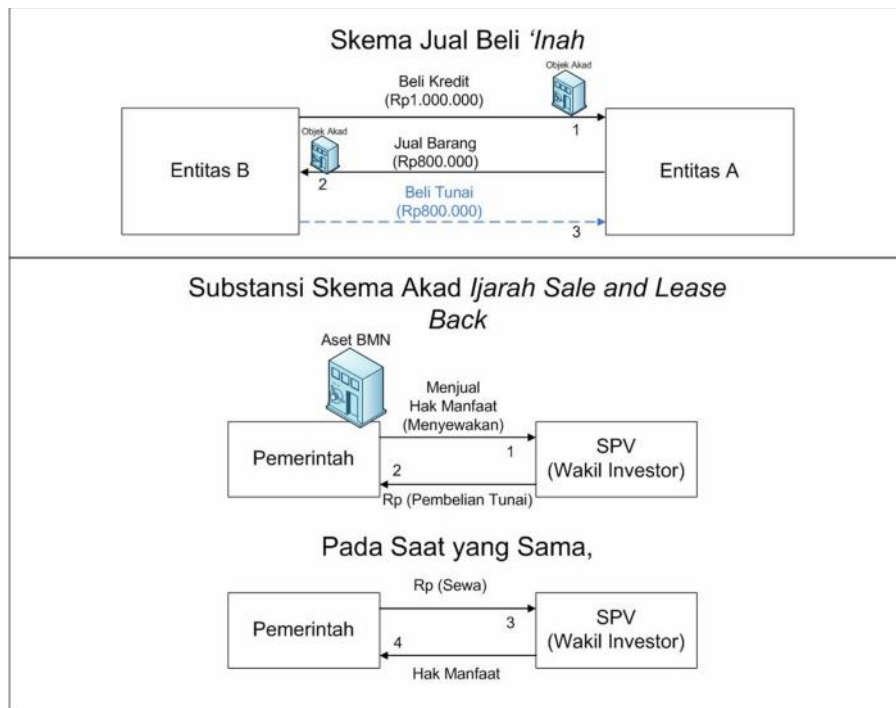 Skema Jual Beli ‘Inah
Objek Akad
Beli Kredit
(Rp1.000.000)
1
Objek Akad
Jual Barang
(Rp800.000)
2
Entitas B
Entitas A
Beli Tunai
(Rp800.000)
3
Substansi Skema Akad Ijarah Sale and Lease
Back
Aset BMN
Menjual
Hak Manfaat
(Menyewakan)
1
Pemerintah
SPV
(Wakil Investor)
2
Rp (Pembelian Tunai)
Pada Saat yang Sama,
Rp (Sewa)
3
Pemerintah
SPV
(Wakil Investor)
4
Hak Manfaat